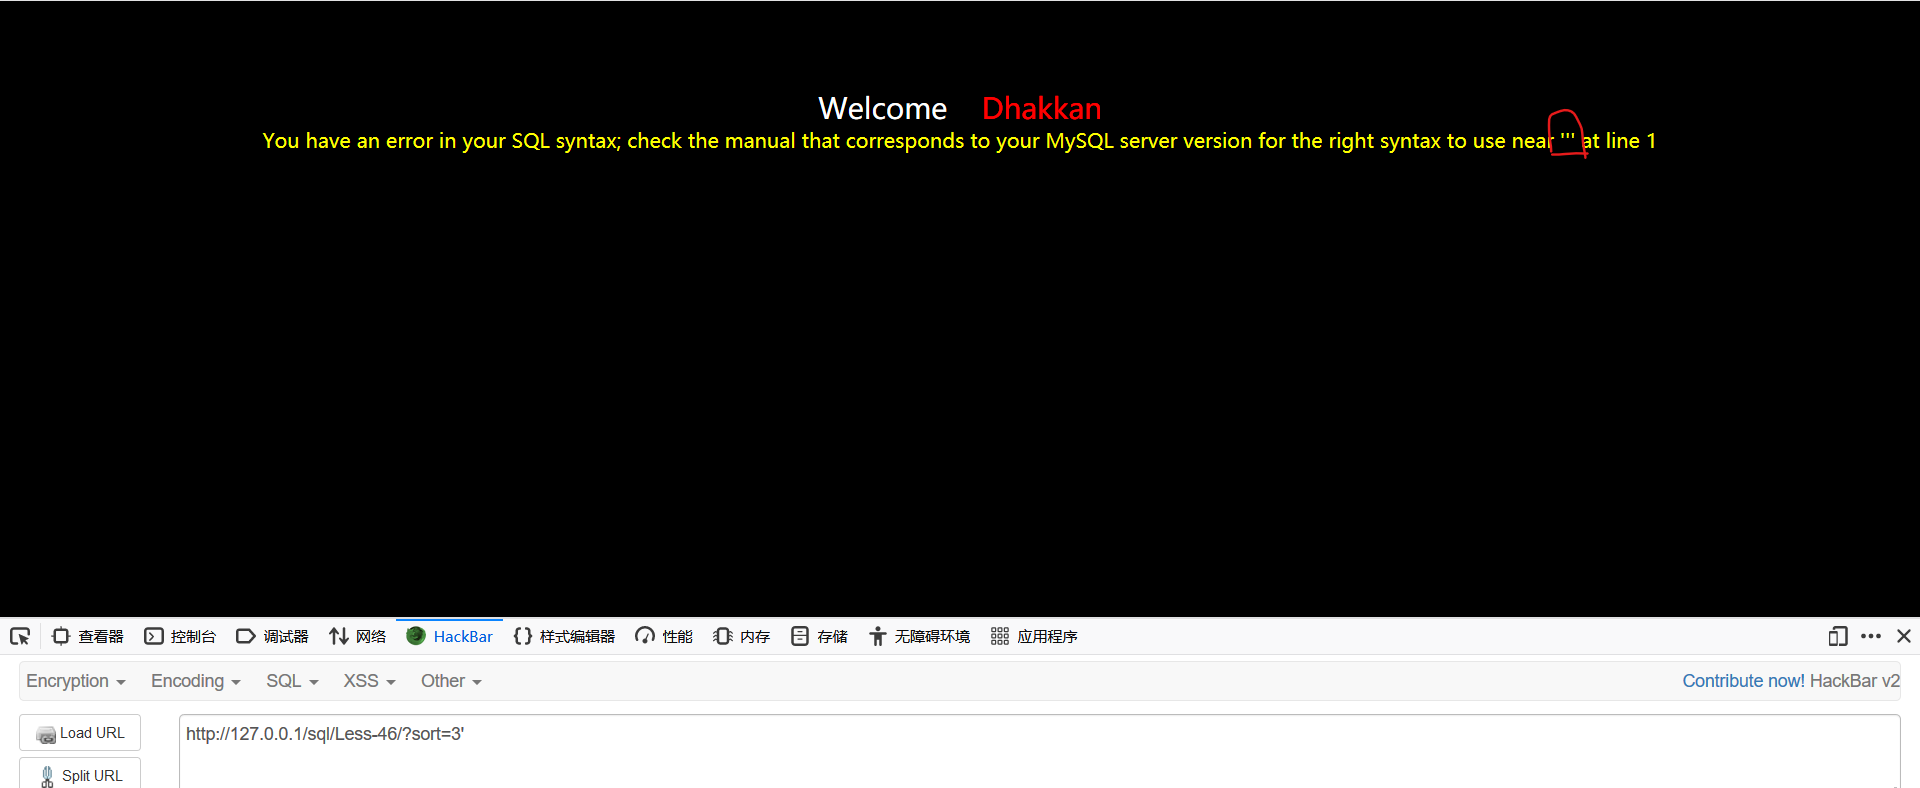 Welcome Dhakkan
You have an error in your SQL syntax; check the manual that corresponds to your MySQL server version for the right syntax to use near ''' at line 1
查看器 控制台 调试器 网络 HackBar 样式编辑器 性能 内存 存储 无障碍环境 应用程序
Encryption Encoding SQL XSS Other Contribute now! HackBar v2
Load URL http://127.0.0.1/sql/Less-46/?sort=3'
Split URL